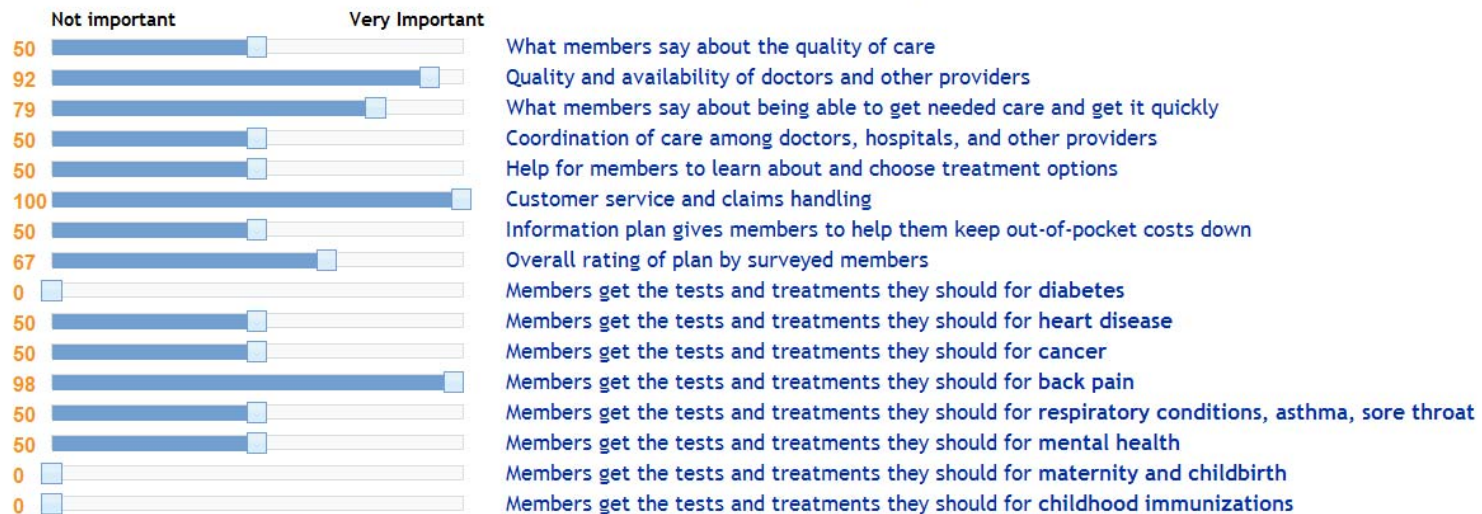 Not important Very Important
50 What members say about the quality of care
92 Quality and availability of doctors and other providers
79 What members say about being able to get needed care and get it quickly
50 Coordination of care among doctors, hospitals, and other providers
50 Help for members to learn about and choose treatment options
100 Customer service and claims handling
50 Information plan gives members to help them keep out-of-pocket costs down
67 Overall rating of plan by surveyed members
0 Members get the tests and treatments they should for diabetes
50 Members get the tests and treatments they should for heart disease
50 Members get the tests and treatments they should for cancer
98 Members get the tests and treatments they should for back pain
50 Members get the tests and treatments they should for respiratory conditions, asthma, sore throat
50 Members get the tests and treatments they should for mental health
0 Members get the tests and treatments they should for maternity and childbirth
0 Members get the tests and treatments they should for childhood immunizations